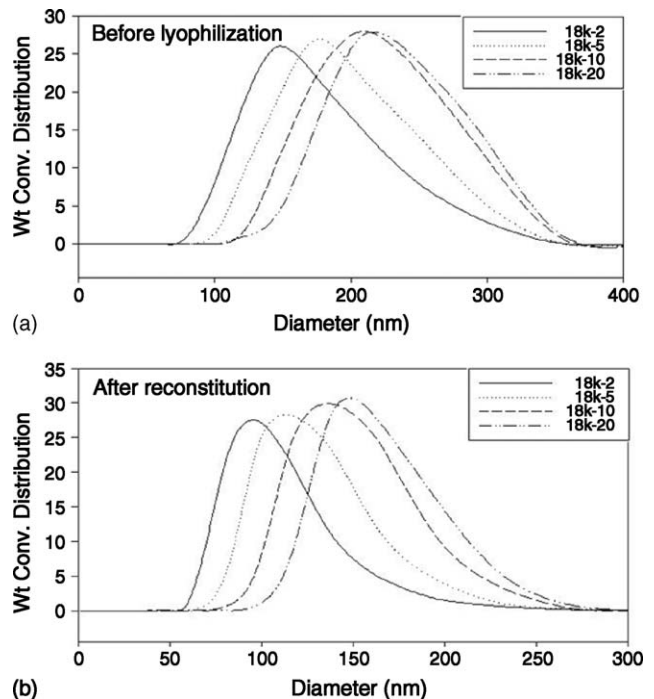 Before lyophilization
18k-2
18k-5
18k-10
18k-20
Wt Conv. Distribution
30
25
20
15
10
5
0
0 100 200 300 400
Diameter (nm)
(a)
After reconstitution
18k-2
18k-5
18k-10
18k-20
Wt Conv. Distribution
35
30
25
20
15
10
5
0
0 50 100 150 200 250 300
Diameter (nm)
(b)